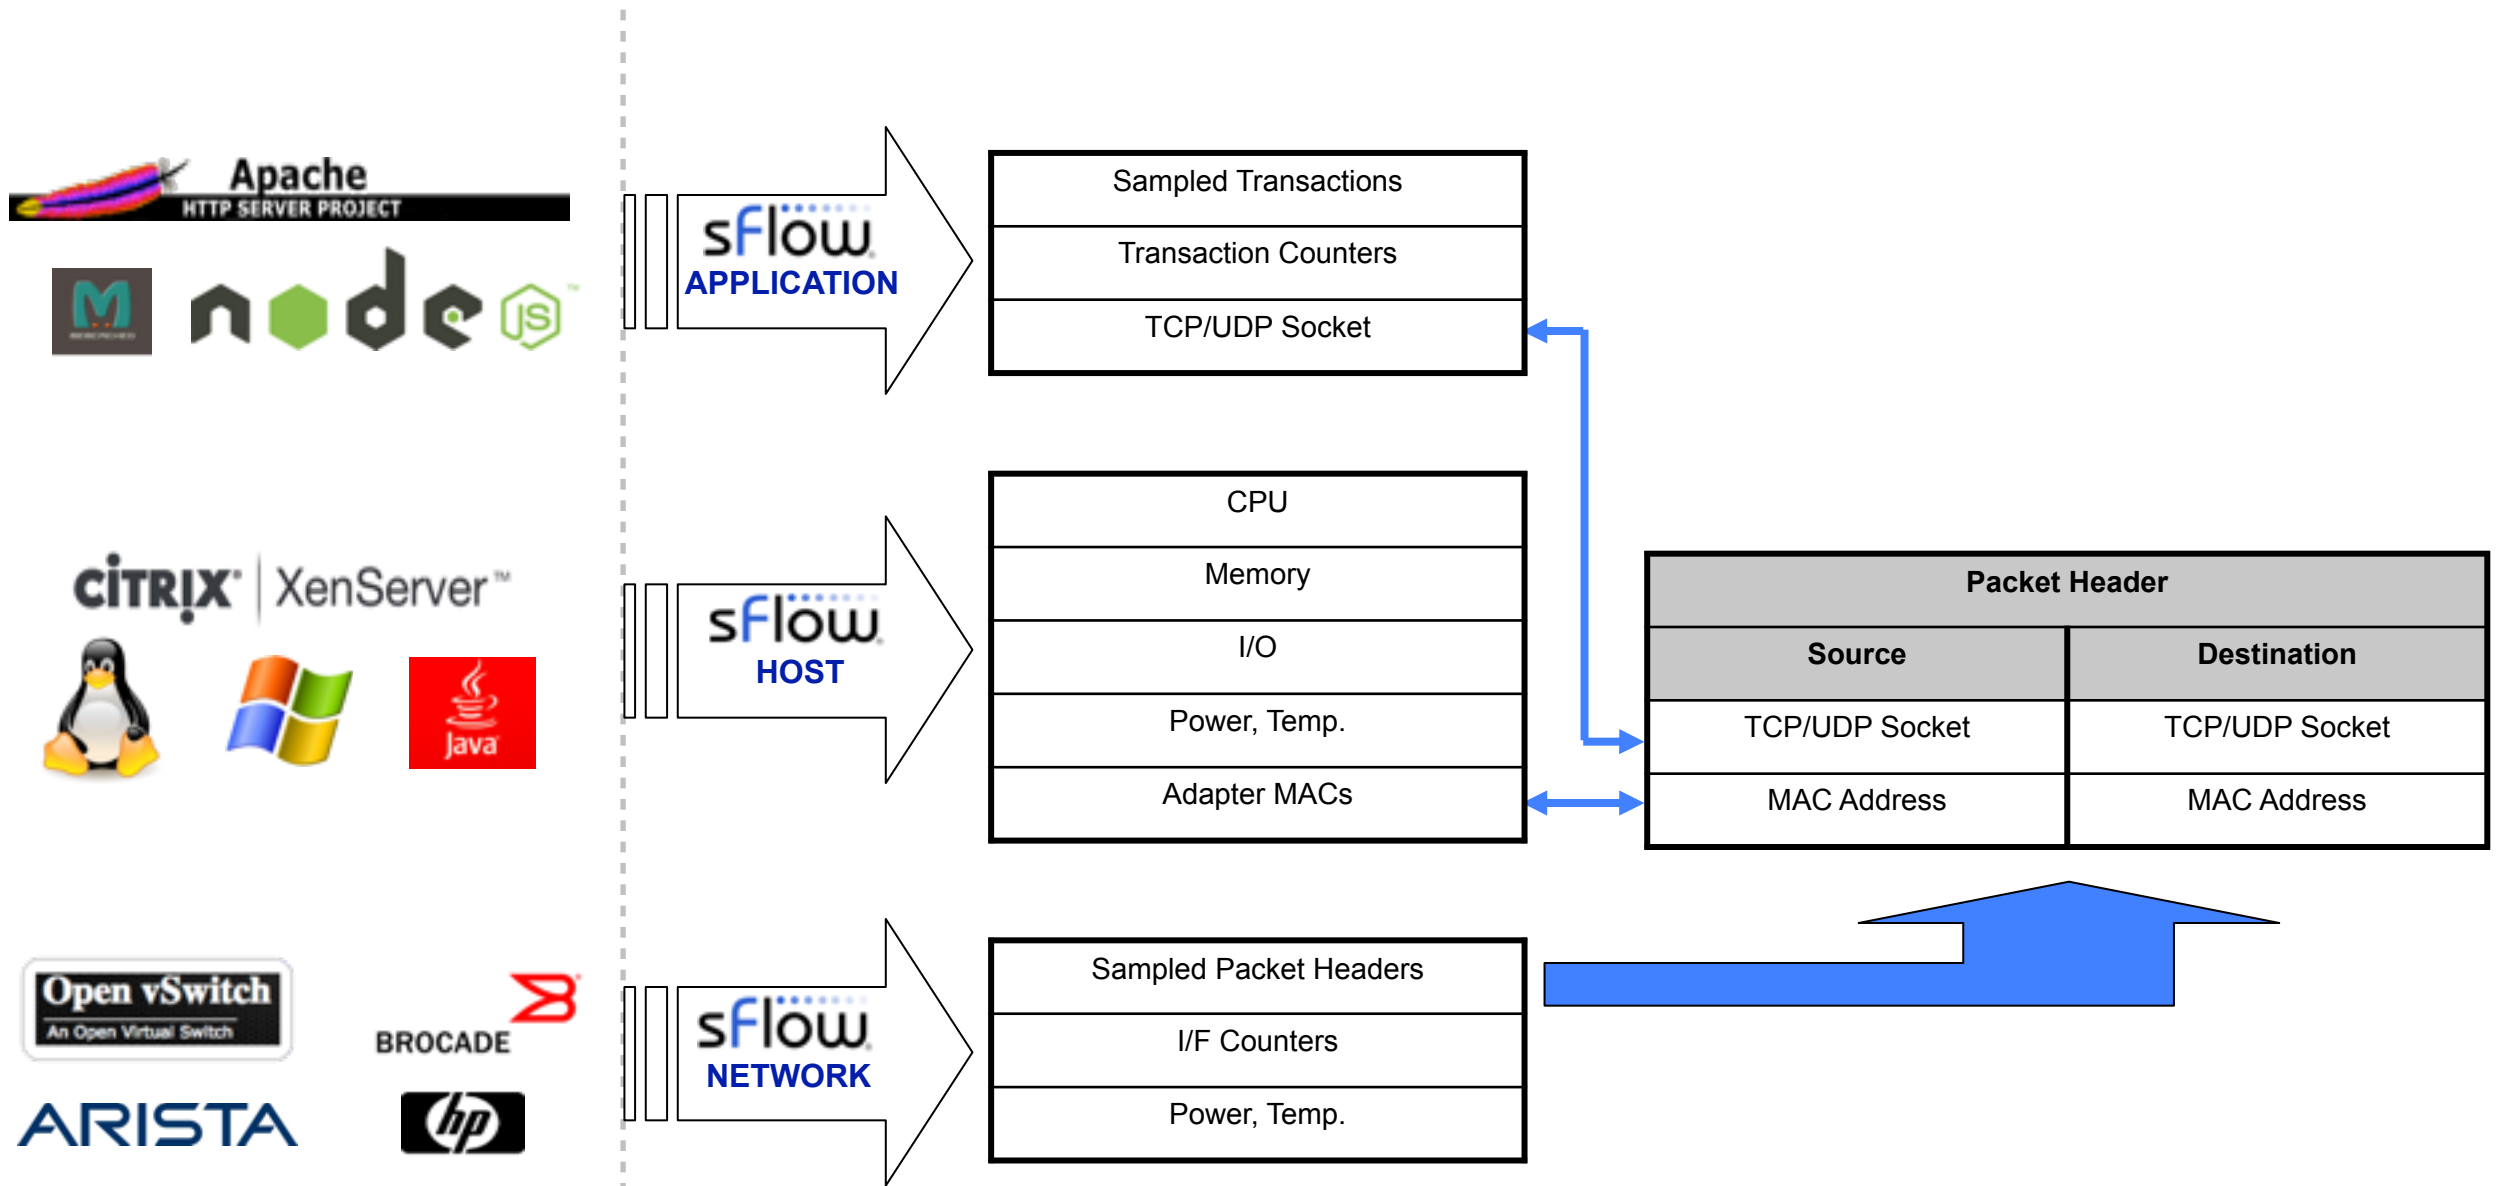 Apache
HTTP SERVER PROJECT
MEMCACHED
node
JS
sFlow
APPLICATION
Sampled Transactions
Transaction Counters
TCP/UDP Socket
CiTRIX
XenServer™
Java
sFlow
HOST
CPU
Memory
I/O
Power, Temp.
Adapter MACs
Packet Header
Source
Destination
TCP/UDP Socket
TCP/UDP Socket
MAC Address
MAC Address
Open vSwitch
An Open Virtual Switch
BROCADE
ARISTA
hp
sFlow
NETWORK
Sampled Packet Headers
I/F Counters
Power, Temp.